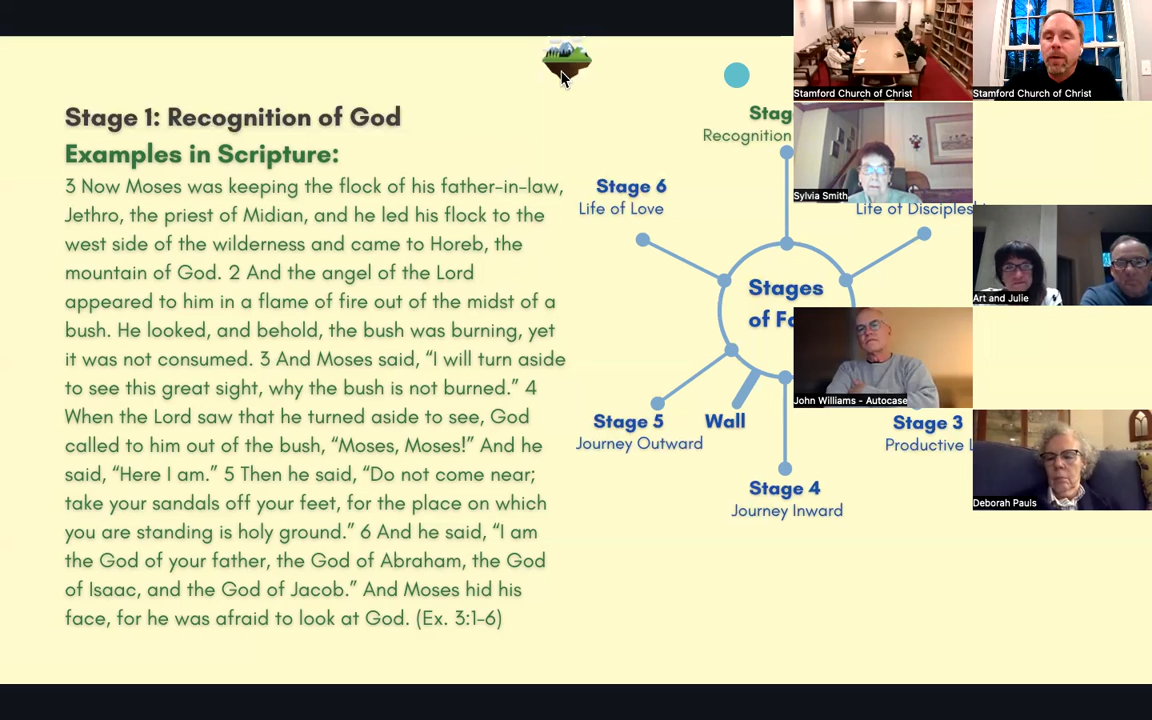 Stage 1: Recognition of God
Examples in Scripture:
3 Now Moses was keeping the flock of his father-in-law,
Jethro, the priest of Midian, and he led his flock to the
west side of the wilderness and came to Horeb, the
mountain of God. 2 And the angel of the Lord
appeared to him in a flame of fire out of the midst of a
bush. He looked, and behold, the bush was burning, yet
it was not consumed. 3 And Moses said, “I will turn aside
to see this great sight, why the bush is not burned.” 4
When the Lord saw that he turned aside to see, God
called to him out of the bush, “Moses, Moses!” And he
said, “Here I am.” 5 Then he said, “Do not come near;
take your sandals off your feet, for the place on which
you are standing is holy ground.” 6 And he said, “I am
the God of your father, the God of Abraham, the God
of Isaac, and the God of Jacob.” And Moses hid his
face, for he was afraid to look at God. (Ex. 3:1-6)
Stag
Recognition
Life of Disciples
Stage 3
Productive L
Stage 4
Journey Inward
Wall
Stage 5
Journey Outward
Stage 6
Life of Love
Stages
of Fa
Stamford Church of Christ
Stamford Church of Christ
Sylvia Smith
Art and Julie
John Williams - Autocase
Deborah Pauls